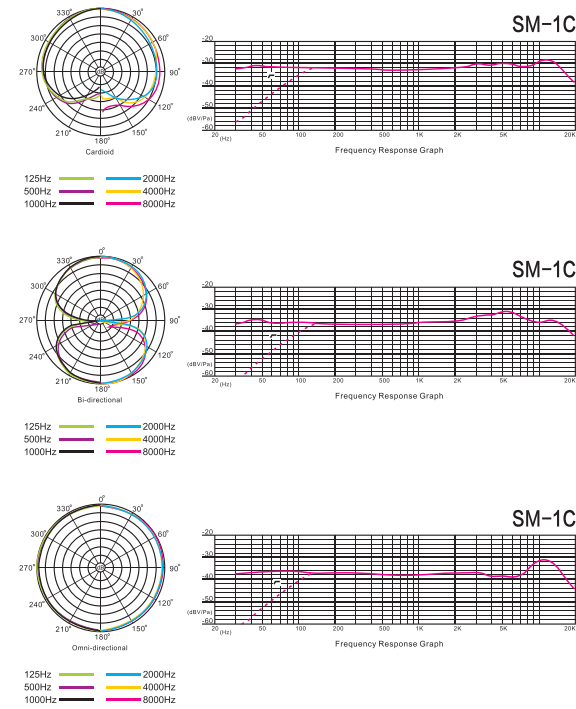 SM-1C
0°
330° 30°
300° 60°
270° 90°
240° 120°
210° 150°
180°
Cardioid
-20
-30
-40
-50
(dBV/Pa)
-60
20 50 100 200 500 1K 2K 5K 10K 20K
(Hz)
Frequency Response Graph
125Hz 2000Hz
500Hz 4000Hz
1000Hz 8000Hz
SM-1C
0°
330° 30°
300° 60°
270° 90°
240° 120°
210° 150°
180°
Bi-directional
-20
-30
-40
-50
(dBV/Pa)
-60
20 50 100 200 500 1K 2K 5K 10K 20K
(Hz)
Frequency Response Graph
125Hz 2000Hz
500Hz 4000Hz
1000Hz 8000Hz
SM-1C
0°
330° 30°
300° 60°
270° 90°
240° 120°
210° 150°
180°
Omni-directional
-20
-30
-40
-50
(dBV/Pa)
-60
20 50 100 200 500 1K 2K 5K 10K 20K
(Hz)
Frequency Response Graph
125Hz 2000Hz
500Hz 4000Hz
1000Hz 8000Hz